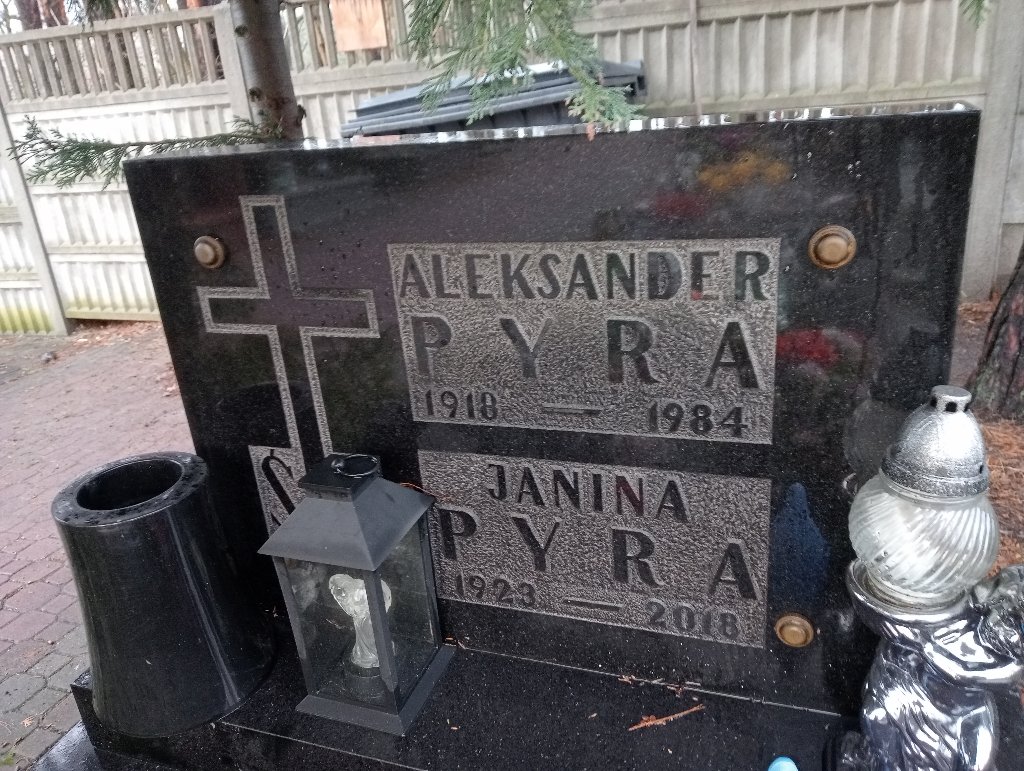 ALEKSANDER
PYRA
1918 — 1984
JANINA
PYRA
1923 — 2018
Ś